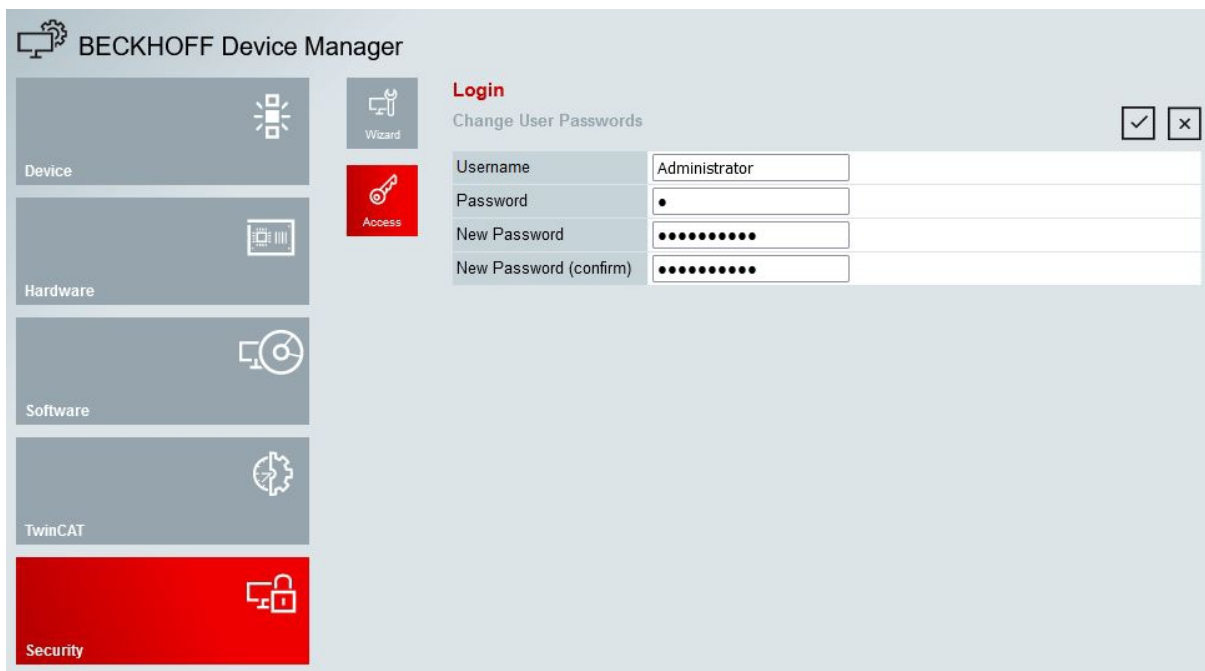 BECKHOFF Device Manager
Device
Hardware
Software
TwinCAT
Security
Wizard
Access
Login
Change User Passwords
Username Administrator
Password ●
New Password ●●●●●●●●●●
New Password (confirm) ●●●●●●●●●●